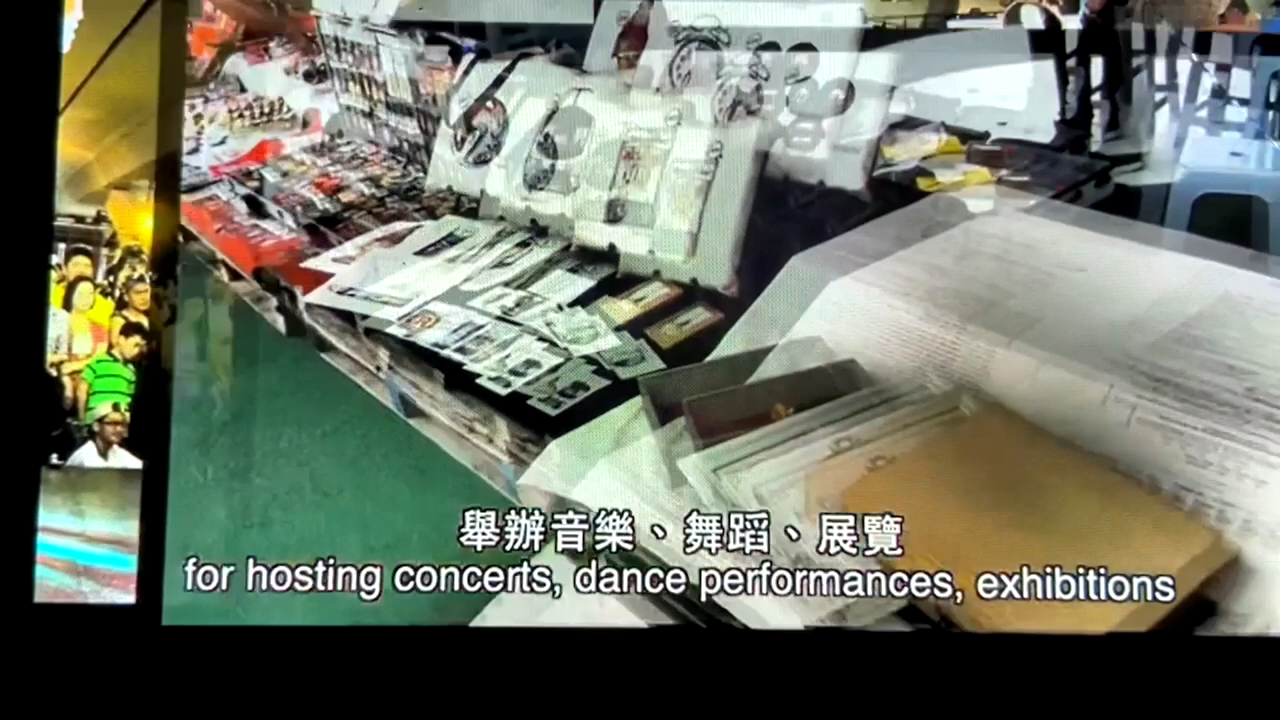 舉辦音樂、舞蹈、展覽
for hosting concerts, dance performances, exhibitions